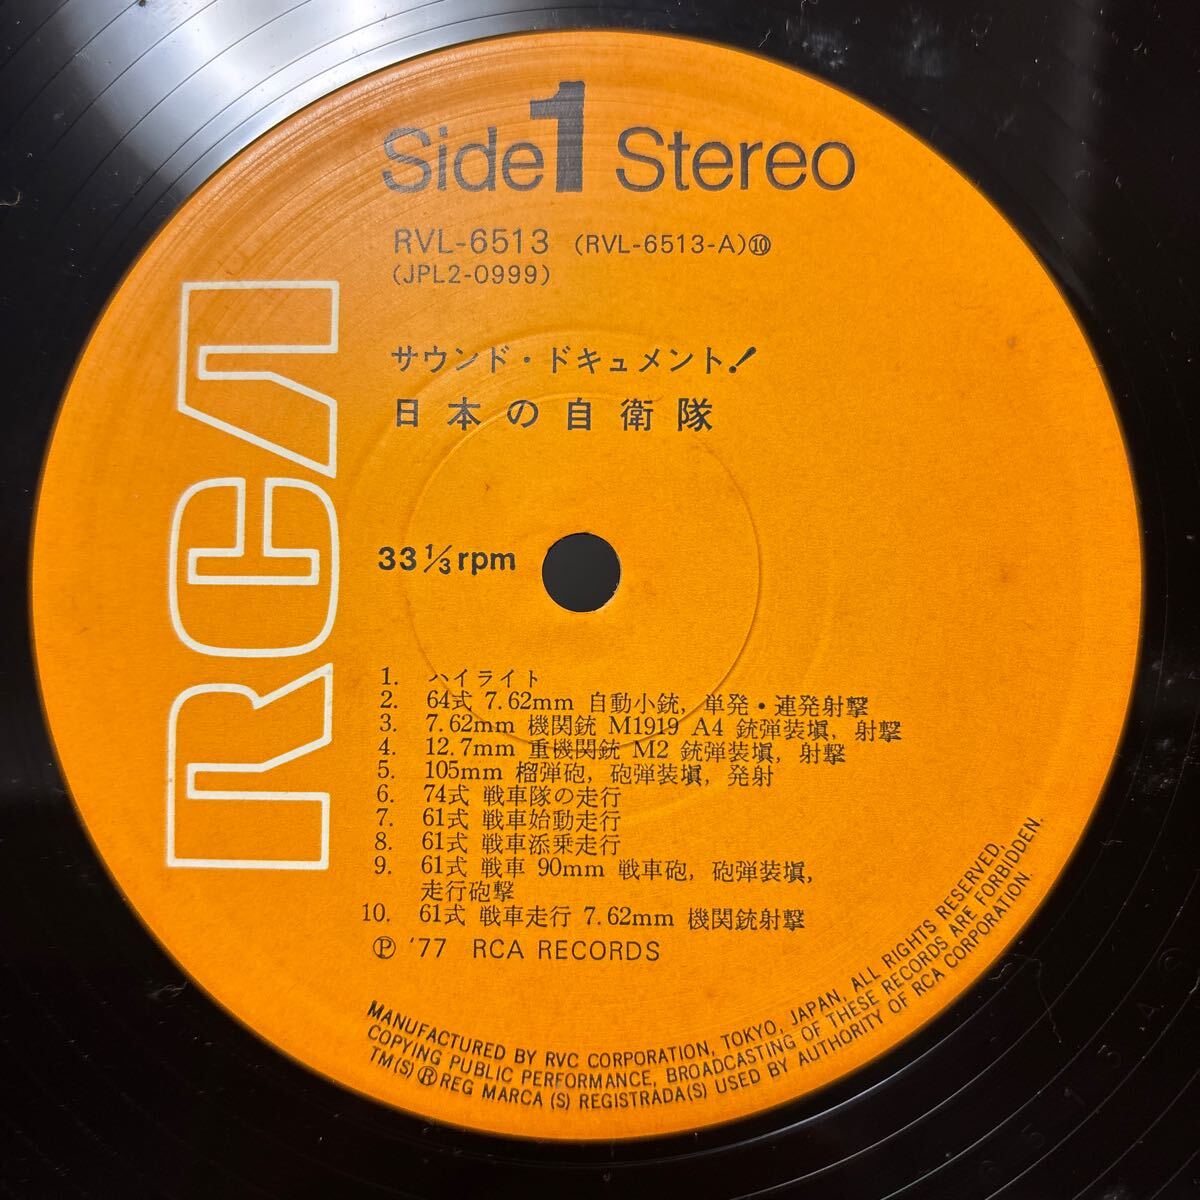 Side 1 Stereo
RVL-6513 (RVL-6513-A)⑩
(JPL2-0999)
サウンド・ドキュメント！
日本の自衛隊
RCA
33 1/3 rpm
1. ハイライト
2. 64式 7.62mm 自動小銃, 単発・連発射撃
3. 7.62mm 機関銃 M1919 A4 銃弾装塡, 射撃
4. 12.7mm 重機関銃 M2 銃弾装塡, 射撃
5. 105mm 榴弾砲, 砲弾装塡, 発射
6. 74式 戦車隊の走行
7. 61式 戦車始動走行
8. 61式 戦車添乗走行
9. 61式 戦車 90mm 戦車砲, 砲弾装塡,
走行砲撃
10. 61式 戦車走行 7.62mm 機関銃射撃
Ⓟ '77 RCA RECORDS
MANUFACTURED BY RVC CORPORATION, TOKYO, JAPAN, ALL RIGHTS RESERVED,
COPYING PUBLIC PERFORMANCE, BROADCASTING OF THESE RECORDS ARE FORBIDDEN.
TM(S) ® REG MARCA (S) REGISTRADA(S) USED BY AUTHORITY OF RCA CORPORATION.